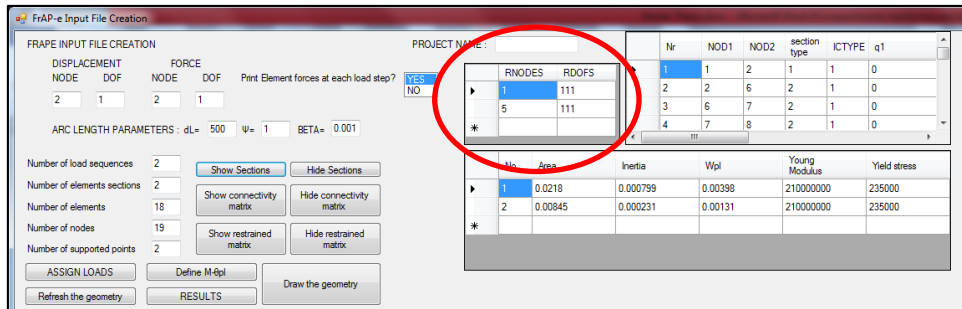 FrAP-e Input File Creation
FRAPE INPUT FILE CREATION
PROJECT NAME :
DISPLACEMENT FORCE
NODE DOF NODE DOF Print Element forces at each load step? YES
NO
2 1 2 1
ARC LENGTH PARAMETERS : dL= 500 Ψ= 1 BETA= 0.001
RNODES RDOFS
1 111
5 111
Nr NOD1 NOD2 section type ICTYPE q1
1 1 2 1 1 0
2 2 6 2 1 0
3 6 7 2 1 0
4 7 8 2 1 0
Number of load sequences 2
Number of elements sections 2
Number of elements 18
Number of nodes 19
Number of supported points 2
Show Sections Hide Sections
Show connectivity matrix Hide connectivity matrix
Show restrained matrix Hide restrained matrix
No Area Inertia Wpl Young Modulus Yield stress
1 0.0218 0.000799 0.00398 210000000 235000
2 0.00845 0.000231 0.00131 210000000 235000
ASSIGN LOADS Define M-θpl Draw the geometry
Refresh the geometry RESULTS